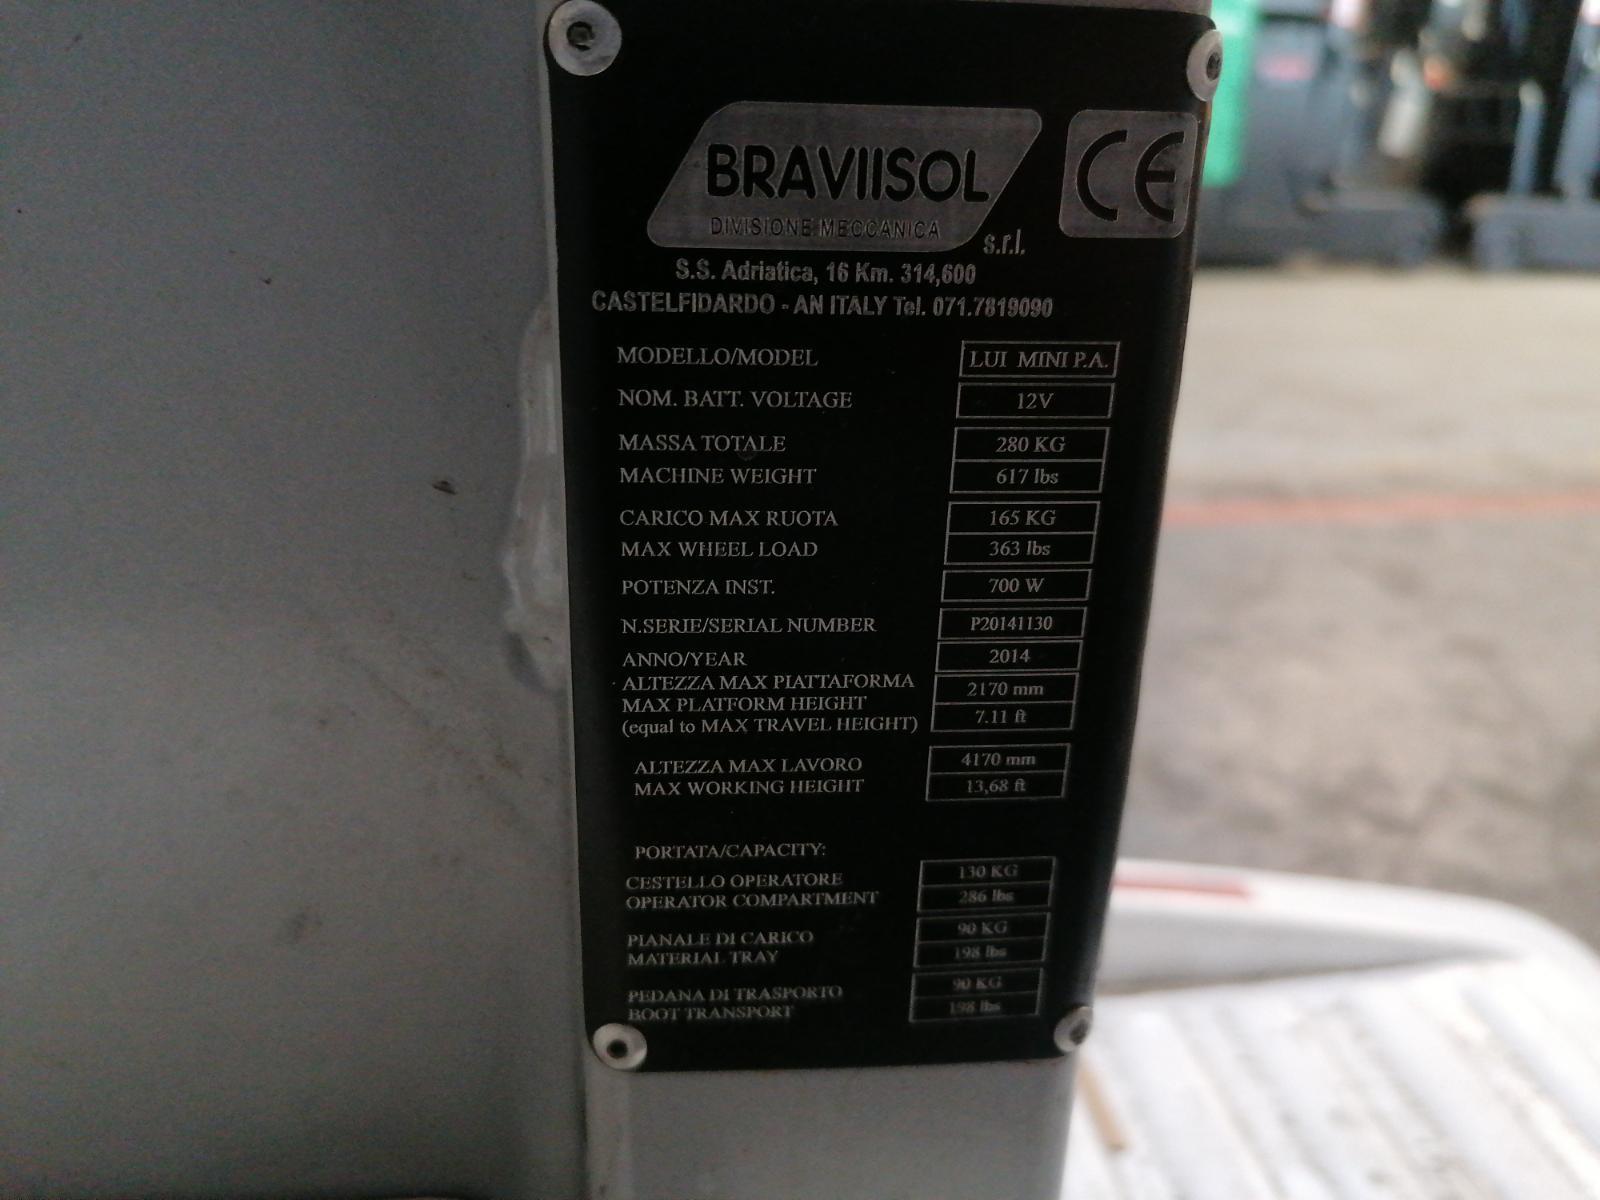 BRAVIISOL
DIVISIONE MECCANICA
s.r.l.
CE
S.S. Adriatica, 16 Km. 314,600
CASTELFIDARDO - AN ITALY Tel. 071.7819090
MODELLO/MODEL LUI MINI P.A.
NOM. BATT. VOLTAGE 12V
MASSA TOTALE 280 KG
MACHINE WEIGHT 617 lbs
CARICO MAX RUOTA 165 KG
MAX WHEEL LOAD 363 lbs
POTENZA INST. 700 W
N.SERIE/SERIAL NUMBER P20141130
ANNO/YEAR 2014
ALTEZZA MAX PIATTAFORMA 2170 mm
MAX PLATFORM HEIGHT 7.11 ft
(equal to MAX TRAVEL HEIGHT)
ALTEZZA MAX LAVORO 4170 mm
MAX WORKING HEIGHT 13,68 ft
PORTATA/CAPACITY:
CESTELLO OPERATORE 130 KG
OPERATOR COMPARTMENT 286 lbs
PIANALE DI CARICO 90 KG
MATERIAL TRAY 198 lbs
PEDANA DI TRASPORTO 90 KG
BOOT TRANSPORT 198 lbs